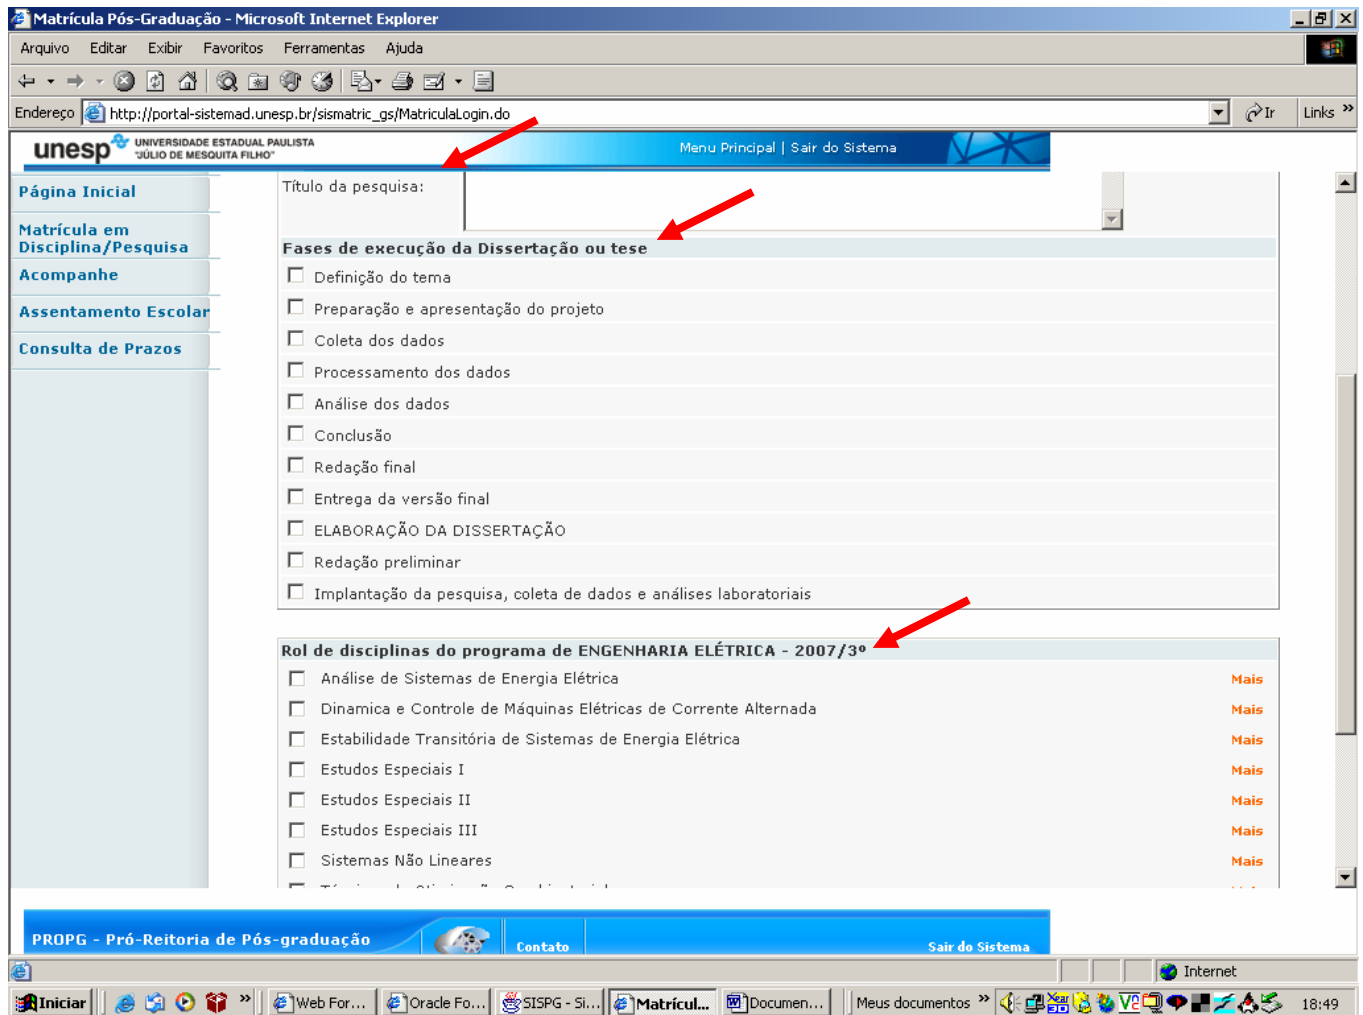 Matrícula Pós-Graduação - Microsoft Internet Explorer
Arquivo Editar Exibir Favoritos Ferramentas Ajuda
Endereço http://portal-sistemad.unesp.br/sismatric_gs/MatriculaLogin.do Ir Links »
unesp UNIVERSIDADE ESTADUAL PAULISTA
"JÚLIO DE MESQUITA FILHO"
Menu Principal | Sair do Sistema
Página Inicial
Matrícula em
Disciplina/Pesquisa
Acompanhe
Assentamento Escolar
Consulta de Prazos
Título da pesquisa:
Fases de execução da Dissertação ou tese
Definição do tema
Preparação e apresentação do projeto
Coleta dos dados
Processamento dos dados
Análise dos dados
Conclusão
Redação final
Entrega da versão final
ELABORAÇÃO DA DISSERTAÇÃO
Redação preliminar
Implantação da pesquisa, coleta de dados e análises laboratoriais
Rol de disciplinas do programa de ENGENHARIA ELÉTRICA - 2007/3º
Análise de Sistemas de Energia Elétrica Mais
Dinamica e Controle de Máquinas Elétricas de Corrente Alternada Mais
Estabilidade Transitória de Sistemas de Energia Elétrica Mais
Estudos Especiais I Mais
Estudos Especiais II Mais
Estudos Especiais III Mais
Sistemas Não Lineares Mais
PROPG - Pró-Reitoria de Pós-graduação Contato Sair do Sistema
Internet
Iniciar » Web For... Oracle Fo... SISPG - Si... Matrícul... Documen... Meus documentos » 18:49